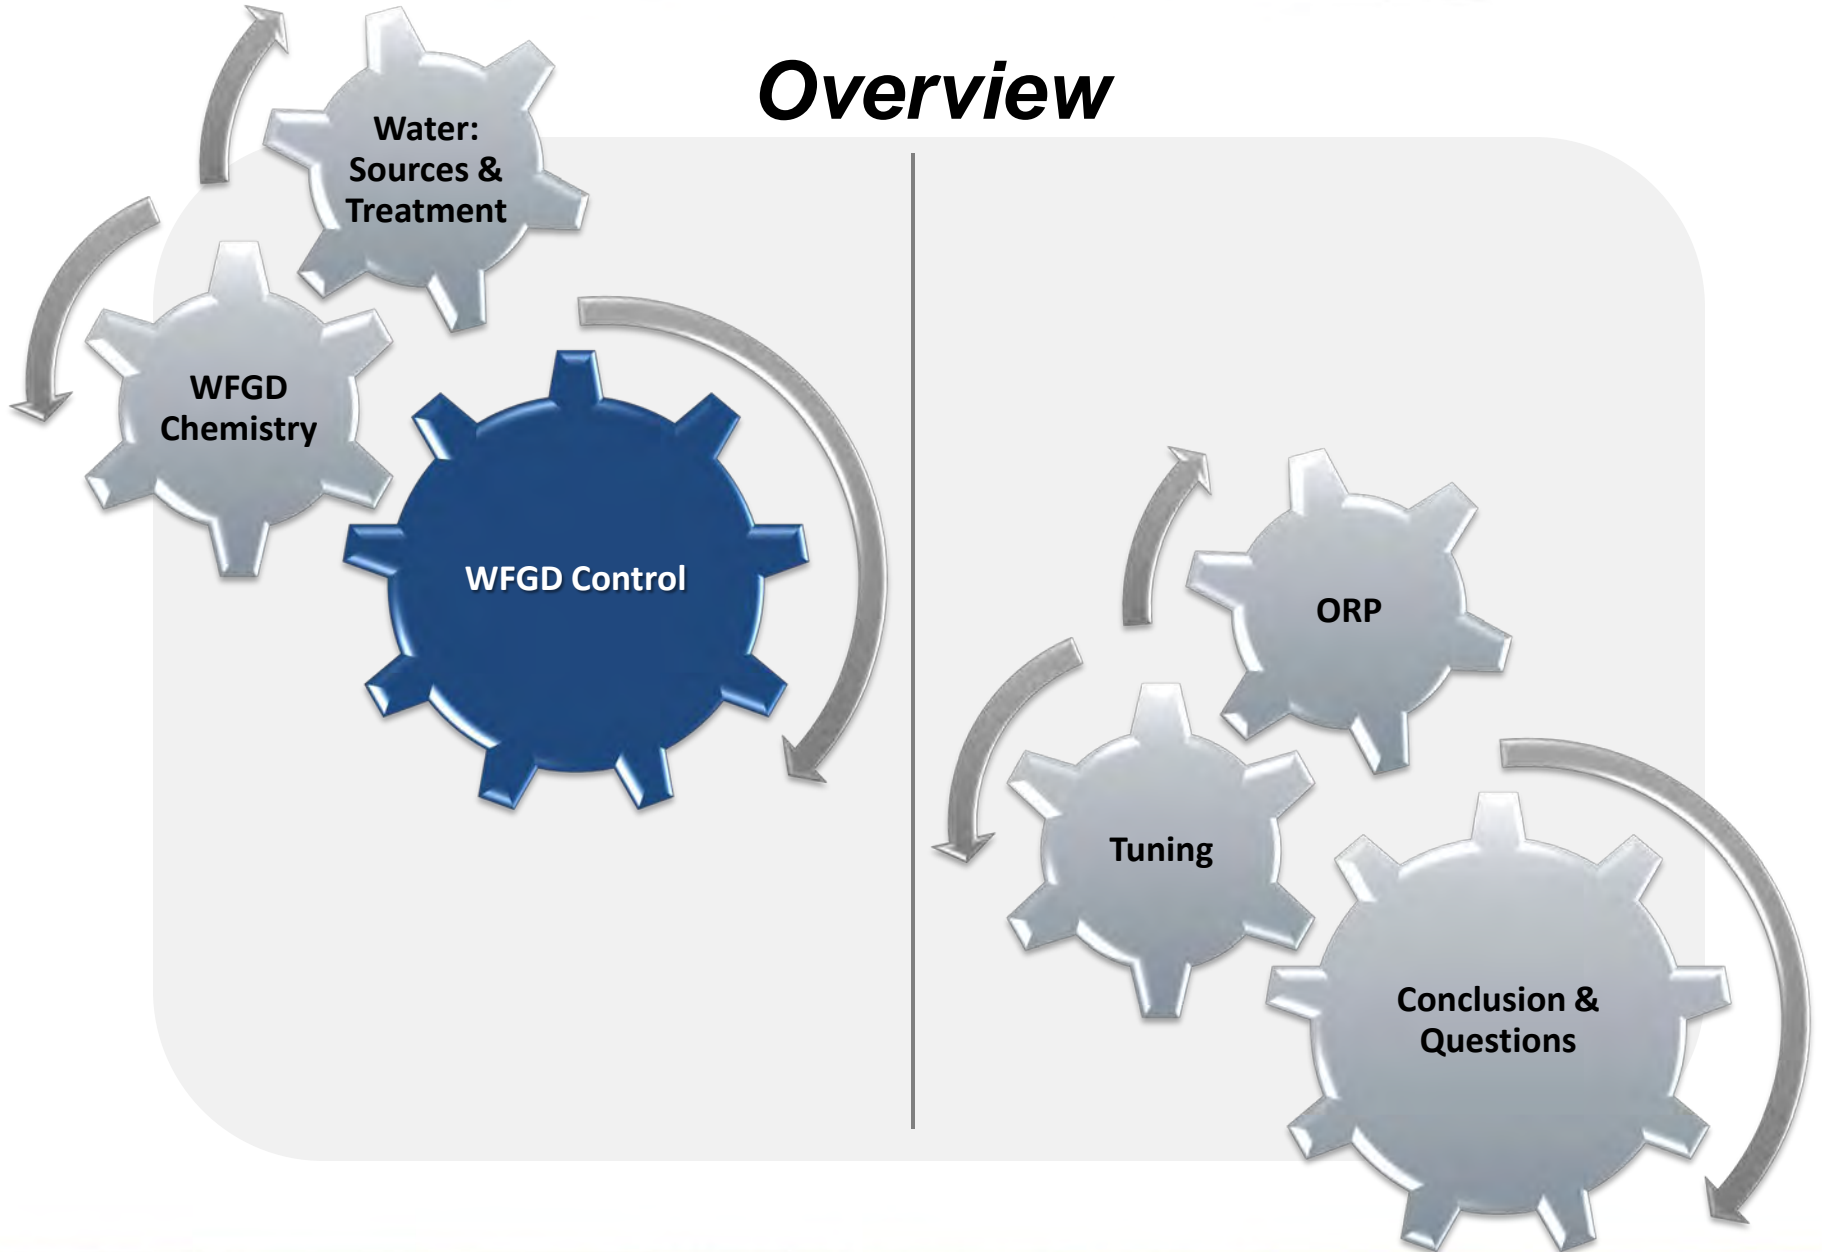 Overview
Water:
Sources &
Treatment
WFGD
Chemistry
WFGD Control
ORP
Tuning
Conclusion &
Questions